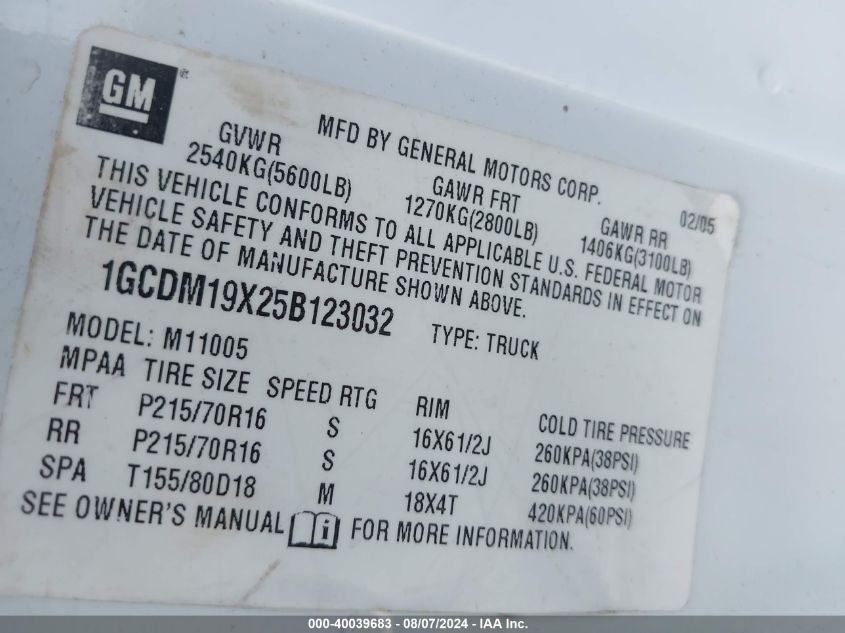 GM
MFD BY GENERAL MOTORS CORP. 02/05
GVWR GAWR FRT GAWR RR
2540KG(5600LB) 1270KG(2800LB) 1406KG(3100LB)
THIS VEHICLE CONFORMS TO ALL APPLICABLE U.S. FEDERAL MOTOR
VEHICLE SAFETY AND THEFT PREVENTION STANDARDS IN EFFECT ON
THE DATE OF MANUFACTURE SHOWN ABOVE.
1GCDM19X25B123032 TYPE: TRUCK
MODEL: M11005
MPAA TIRE SIZE SPEED RTG RIM COLD TIRE PRESSURE
FRT P215/70R16 S 16X61/2J 260KPA(38PSI)
RR P215/70R16 S 16X61/2J 260KPA(38PSI)
SPA T155/80D18 M 18X4T 420KPA(60PSI)
SEE OWNER'S MANUAL i FOR MORE INFORMATION.
000-40039683 - 08/07/2024 - IAA Inc.